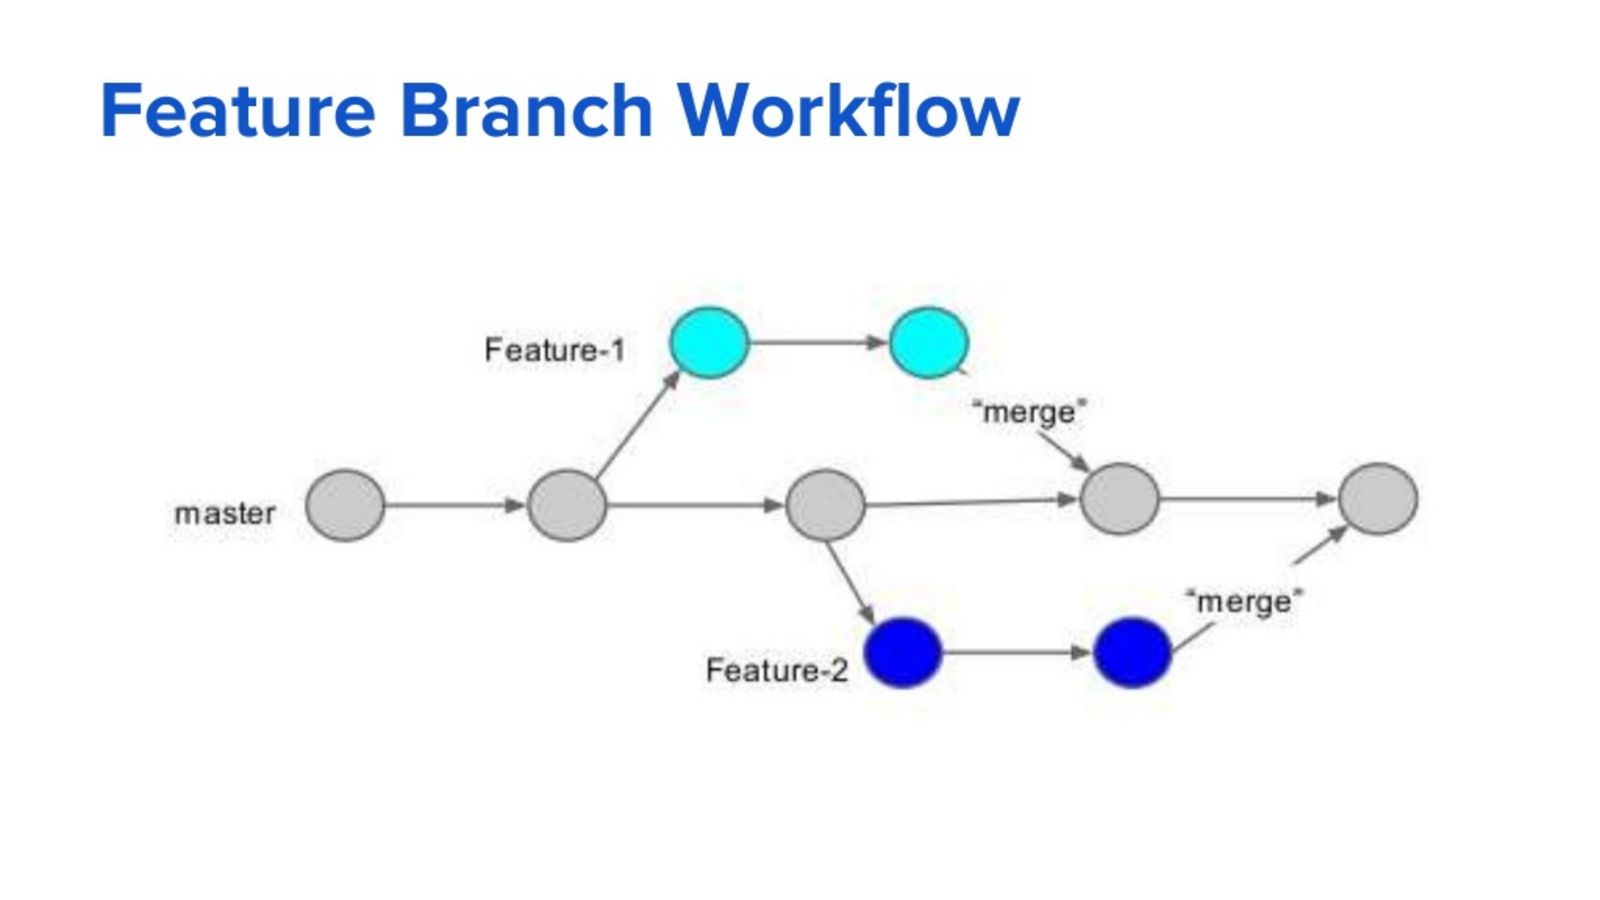 Feature Branch Workflow
Feature-1
“merge”
master
“merge”
Feature-2